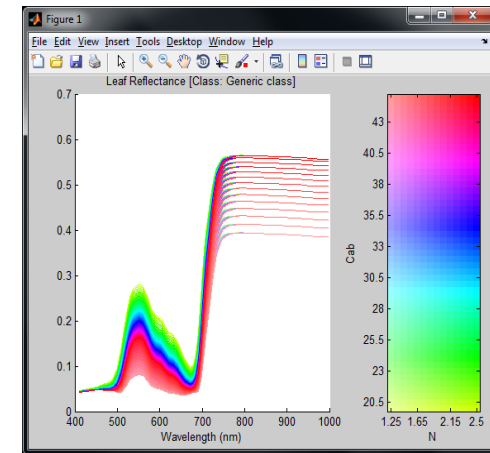 Figure 1
File Edit View Insert Tools Desktop Window Help
Leaf Reflectance [Class: Generic class]
0.7
0.6
0.5
0.4
0.3
0.2
0.1
0
400 500 600 700 800 900 1000
Wavelength (nm)
43
40.5
38
35.5
33
30.5
28
25.5
23
20.5
Cab
1.25 1.65 2.15 2.5
N